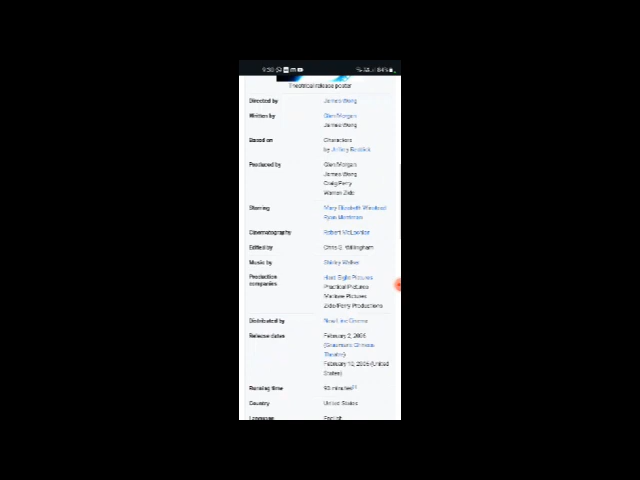 Theatrical release poster
Directed by James Wong
Written by Glen Morgan
James Wong
Based on Characters
by Jeffrey Reddick
Produced by Glen Morgan
James Wong
Craig Perry
Warren Zide
Starring Mary Elizabeth Winstead
Ryan Merriman
Cinematography Robert McLachlan
Edited by Chris G. Willingham
Music by Shirley Walker
Production Hard Eight Pictures
companies Practical Pictures
Matinee Pictures
Zide/Perry Productions
Distributed by New Line Cinema
Release dates February 2, 2006
(Grauman's Chinese
Theatre)
February 10, 2006 (United
States)
Running time 93 minutes
Country United States
Language English